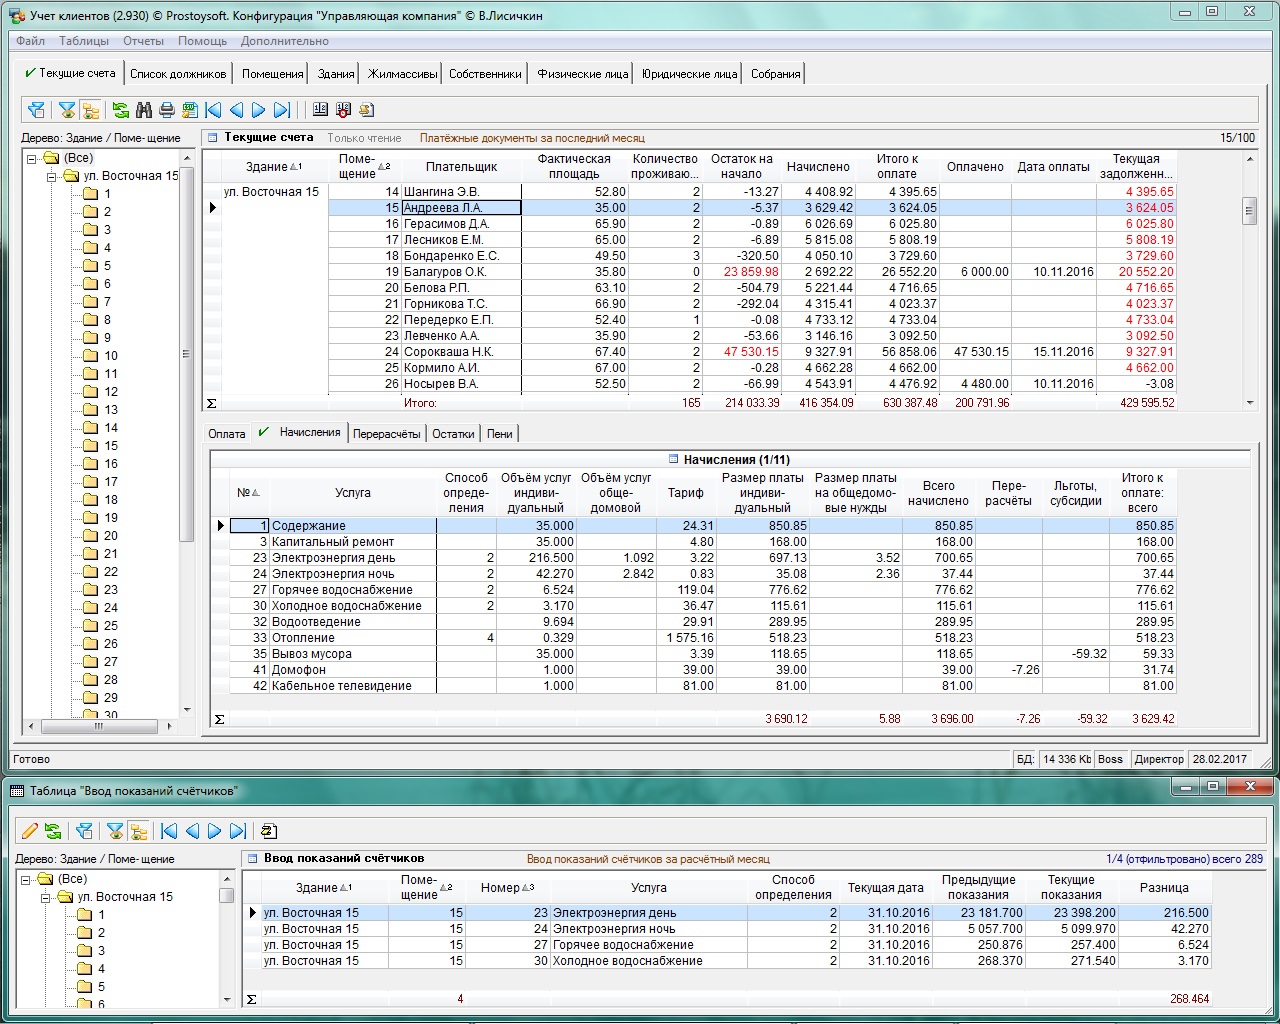 Учет клиентов (2.930) © Prostoysoft. Конфигурация "Управляющая компания" © В.Лисичкин
Файл Таблицы Отчеты Помощь Дополнительно
Текущие счета Список должников Помещения Здания Жилмассивы Собственники Физические лица Юридические лица Собрания
Дерево: Здание / Поме- щение
(Все)
ул. Восточная 15
1
2
3
4
5
6
7
8
9
10
11
12
13
14
15
16
17
18
19
20
21
22
23
24
25
26
27
28
29
30
Текущие счета Только чтение Платёжные документы за последний месяц 15/100
Здание 1 Поме-щение 2 Плательщик Фактическая площадь Количество проживаю... Остаток на начало Начислено Итого к оплате Оплачено Дата оплаты Текущая задолженн...
ул. Восточная 15 14 Шангина Э.В. 52.80 2 -13.27 4 408.92 4 395.65 4 395.65
15 Андреева Л.А. 35.00 2 -5.37 3 629.42 3 624.05 3 624.05
16 Герасимов Д.А. 65.90 2 -0.89 6 026.69 6 025.80 6 025.80
17 Лесников Е.М. 65.00 2 -6.89 5 815.08 5 808.19 5 808.19
18 Бондаренко Е.С. 49.50 3 -320.50 4 050.10 3 729.60 3 729.60
19 Балагуров О.К. 35.80 0 23 859.98 2 692.22 26 552.20 6 000.00 10.11.2016 20 552.20
20 Белова Р.П. 63.10 2 -504.79 5 221.44 4 716.65 4 716.65
21 Горникова Т.С. 66.90 2 -292.04 4 315.41 4 023.37 4 023.37
22 Передерко Е.П. 52.40 1 -0.08 4 733.12 4 733.04 4 733.04
23 Левченко А.А. 35.90 2 -53.66 3 146.16 3 092.50 3 092.50
24 Сорокваша Н.К. 67.40 2 47 530.15 9 327.91 56 858.06 47 530.15 15.11.2016 9 327.91
25 Кормило А.И. 67.00 2 -0.28 4 662.28 4 662.00 4 662.00
26 Носырев В.А. 52.50 2 -66.99 4 543.91 4 476.92 4 480.00 10.11.2016 -3.08
Σ Итого: 165 214 033.39 416 354.09 630 387.48 200 791.96 429 595.52
Оплата Начисления Перерасчёты Остатки Пени
Начисления (1/11)
№ Услуга Способ опреде-ления Объём услуг индиви-дуальный Объём услуг обще-домовой Тариф Размер платы индиви-дуальный Размер платы на общедомо-вые нужды Всего начислено Пере-расчёты Льготы, субсидии Итого к оплате: всего
1 Содержание 35.000 24.31 850.85 850.85 850.85
3 Капитальный ремонт 35.000 4.80 168.00 168.00 168.00
23 Электроэнергия день 2 216.500 1.092 3.22 697.13 3.52 700.65 700.65
24 Электроэнергия ночь 2 42.270 2.842 0.83 35.08 2.36 37.44 37.44
27 Горячее водоснабжение 2 6.524 119.04 776.62 776.62 776.62
30 Холодное водоснабжение 2 3.170 36.47 115.61 115.61 115.61
32 Водоотведение 9.694 29.91 289.95 289.95 289.95
33 Отопление 4 0.329 1 575.16 518.23 518.23 518.23
35 Вывоз мусора 35.000 3.39 118.65 118.65 -59.32 59.33
41 Домофон 1.000 39.00 39.00 39.00 -7.26 31.74
42 Кабельное телевидение 1.000 81.00 81.00 81.00 81.00
Σ 3 690.12 5.88 3 696.00 -7.26 -59.32 3 629.42
Готово БД: 14 336 Kb Boss Директор 28.02.2017
Таблица "Ввод показаний счётчиков"
Дерево: Здание / Поме- щение
(Все)
ул. Восточная 15
1
2
3
4
5
6
Ввод показаний счётчиков Ввод показаний счётчиков за расчётный месяц 1/4 (отфильтровано) всего 289
Здание 1 Поме-щение 2 Номер 3 Услуга Способ определения Текущая дата Предыдущие показания Текущие показания Разница
ул. Восточная 15 15 23 Электроэнергия день 2 31.10.2016 23 181.700 23 398.200 216.500
ул. Восточная 15 15 24 Электроэнергия ночь 2 31.10.2016 5 057.700 5 099.970 42.270
ул. Восточная 15 15 27 Горячее водоснабжение 2 31.10.2016 250.876 257.400 6.524
ул. Восточная 15 15 30 Холодное водоснабжение 2 31.10.2016 268.370 271.540 3.170
Σ 4 268.464